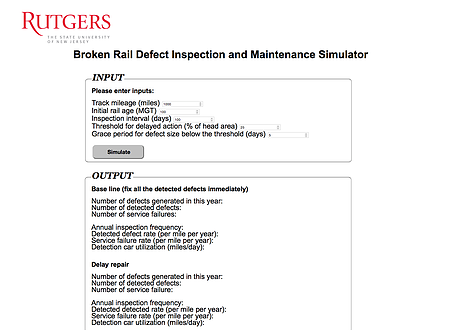 RUTGERS
THE STATE UNIVERSITY
OF NEW JERSEY
Broken Rail Defect Inspection and Maintenance Simulator
INPUT
Please enter inputs:
Track mileage (miles) 1000
Initial rail age (MGT) 100
Inspection interval (days) 100
Threshold for delayed action (% of head area)
Grace period for defect size below the threshold (days)
Simulate
OUTPUT
Base line (fix all the detected defects immediately)
Number of defects generated in this year:
Number of detected defects:
Number of service failures:
Annual inspection frequency:
Detected defect rate (per mile per year):
Service failure rate (per mile per year):
Detection car utilization (miles/day):
Delay repair
Number of defects generated in this year:
Number of detected defects:
Number of service failure:
Annual inspection frequency:
Detected detected rate (per mile per year):
Service failure rate (per mile per year):
Detection car utilization (miles/day):